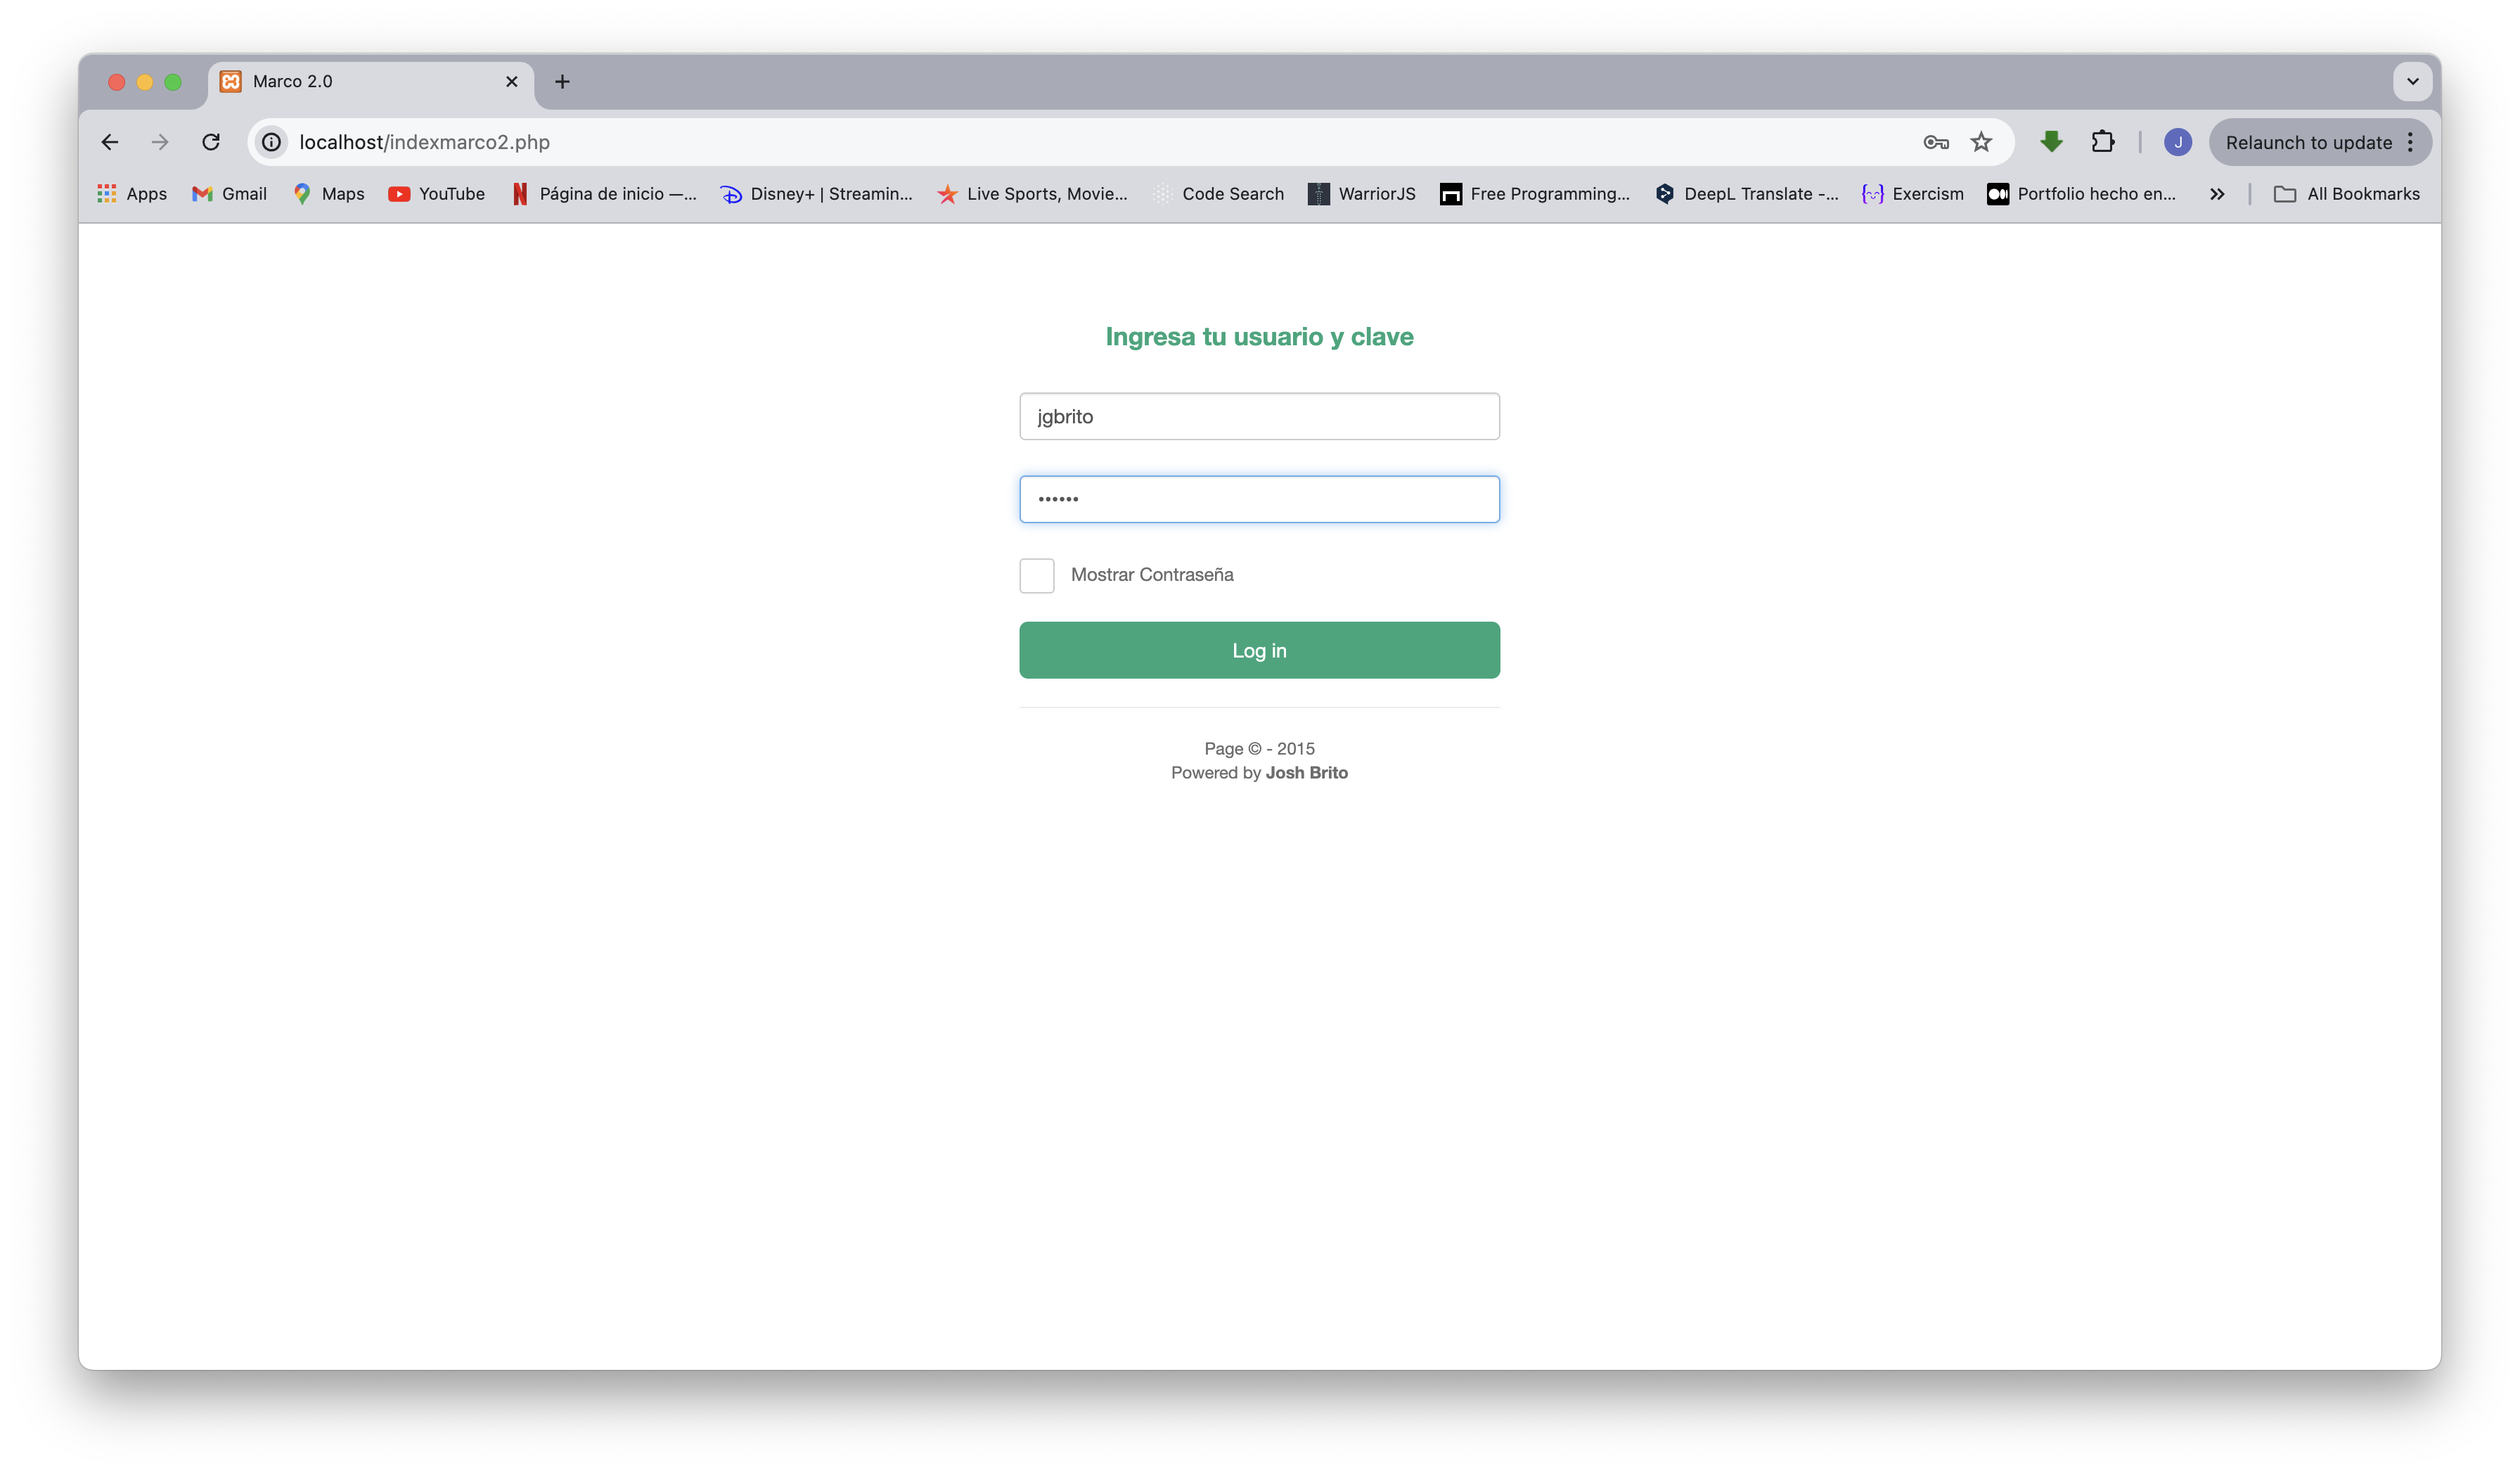 Marco 2.0
localhost/indexmarco2.php
J
Relaunch to update
Apps Gmail Maps YouTube Página de inicio —... Disney+ | Streamin... Live Sports, Movie... Code Search WarriorJS Free Programming... DeepL Translate -... Exercism Portfolio hecho en... All Bookmarks
Ingresa tu usuario y clave
jgbrito
••••••
Mostrar Contraseña
Log in
Page © - 2015
Powered by Josh Brito